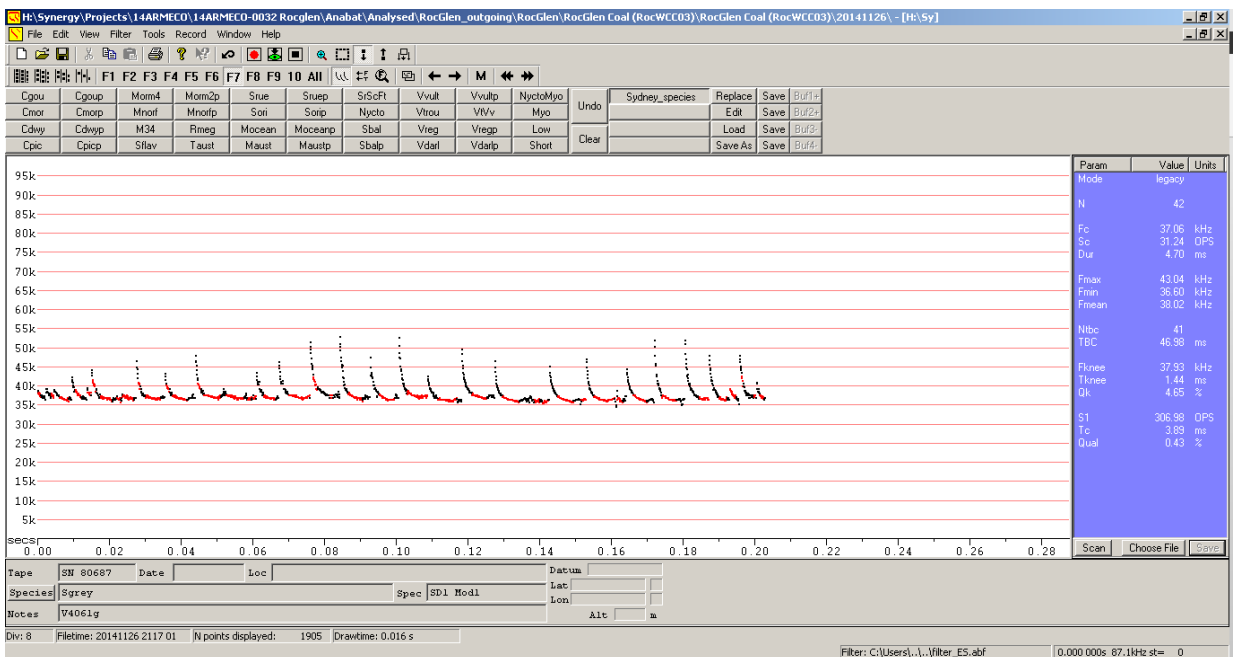 H:\Synergy\Projects\14ARMECO\14ARMECO-0032 Rocglen\Anabat\Analysed\RocGlen_outgoing\RocGlen\RocGlen Coal (RocWCC03)\RocGlen Coal (RocWCC03)\20141126\ - [H:\Sy]
File Edit View Filter Tools Record Window Help
F1 F2 F3 F4 F5 F6 F7 F8 F9 10 All M
Cgou Cgoup Morm4 Morm2p Srue Sruep SrScFt Vvult Vvultp NyctoMyo Undo Sydney_species Replace Save Buf1+
Cmor Cmorp Mnorf Mnorfp Sori Sorip Nycto Vtrou VtVv Myo Edit Save Buf2+
Cdwy Cdwyp M34 Rmeg Mocean Moceanp Sbal Vreg Vregp Low Clear Load Save Buf3-
Cpic Cpicp Sflav Taust Maust Maustp Sbalp Vdarl Vdarlp Short Save As Save Buf4-
95k
90k
85k
80k
75k
70k
65k
60k
55k
50k
45k
40k
35k
30k
25k
20k
15k
10k
5k
secs
0.00 0.02 0.04 0.06 0.08 0.10 0.12 0.14 0.16 0.18 0.20 0.22 0.24 0.26 0.28
Param Value Units
Mode legacy
N 42
Fc 37.06 kHz
Sc 31.24 OPS
Dur 4.70 ms
Fmax 43.04 kHz
Fmin 36.60 kHz
Fmean 38.02 kHz
Ntbc 41
TBC 46.98 ms
Fknee 37.93 kHz
Tknee 1.44 ms
Qk 4.65 %
S1 306.98 OPS
Tc 3.89 ms
Qual 0.43 %
Scan Choose File Save
Tape SN 80687 Date Loc Datum
Lat
Species Sgrey Spec SD1 Mod1
Lon
Notes V4061g Alt m
Div: 8 Filetime: 20141126 2117 01 N points displayed: 1905 Drawtime: 0.016 s
Filter: C:\Users\..\..\filter_ES.abf 0.000 000s 87.1kHz st= 0